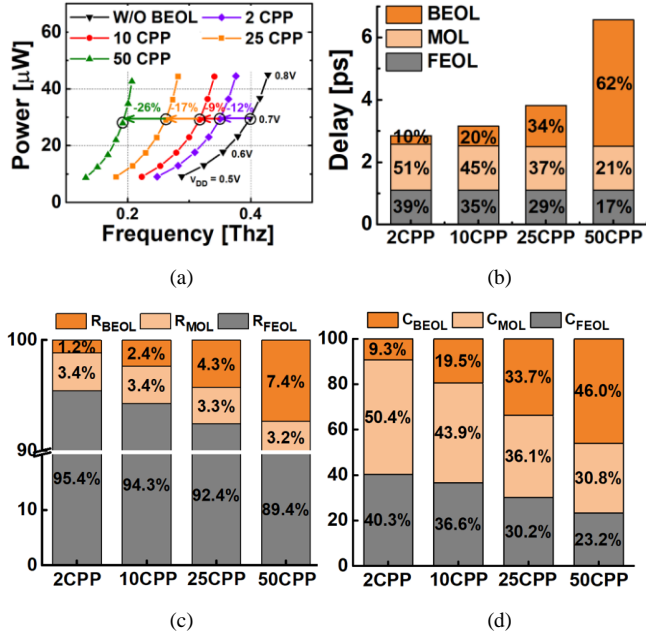 W/O BEOL 2 CPP
10 CPP 25 CPP
50 CPP
Power [µW]
60
40
20
0
-26% -17% -9% -12%
0.8V
0.7V
0.6V
V_DD = 0.5V
0.2 0.4
Frequency [Thz]
(a)
BEOL
MOL
FEOL
Delay [ps]
6
4
2
0
10% 20% 34% 62%
51% 45% 37% 21%
39% 35% 29% 17%
2CPP 10CPP 25CPP 50CPP
(b)
R_BEOL R_MOL R_FEOL
100
90
10
0
1.2% 2.4% 4.3% 7.4%
3.4% 3.4% 3.3% 3.2%
95.4% 94.3% 92.4% 89.4%
2CPP 10CPP 25CPP 50CPP
(c)
C_BEOL C_MOL C_FEOL
100
80
60
40
20
0
9.3% 19.5% 33.7% 46.0%
50.4% 43.9% 36.1% 30.8%
40.3% 36.6% 30.2% 23.2%
2CPP 10CPP 25CPP 50CPP
(d)